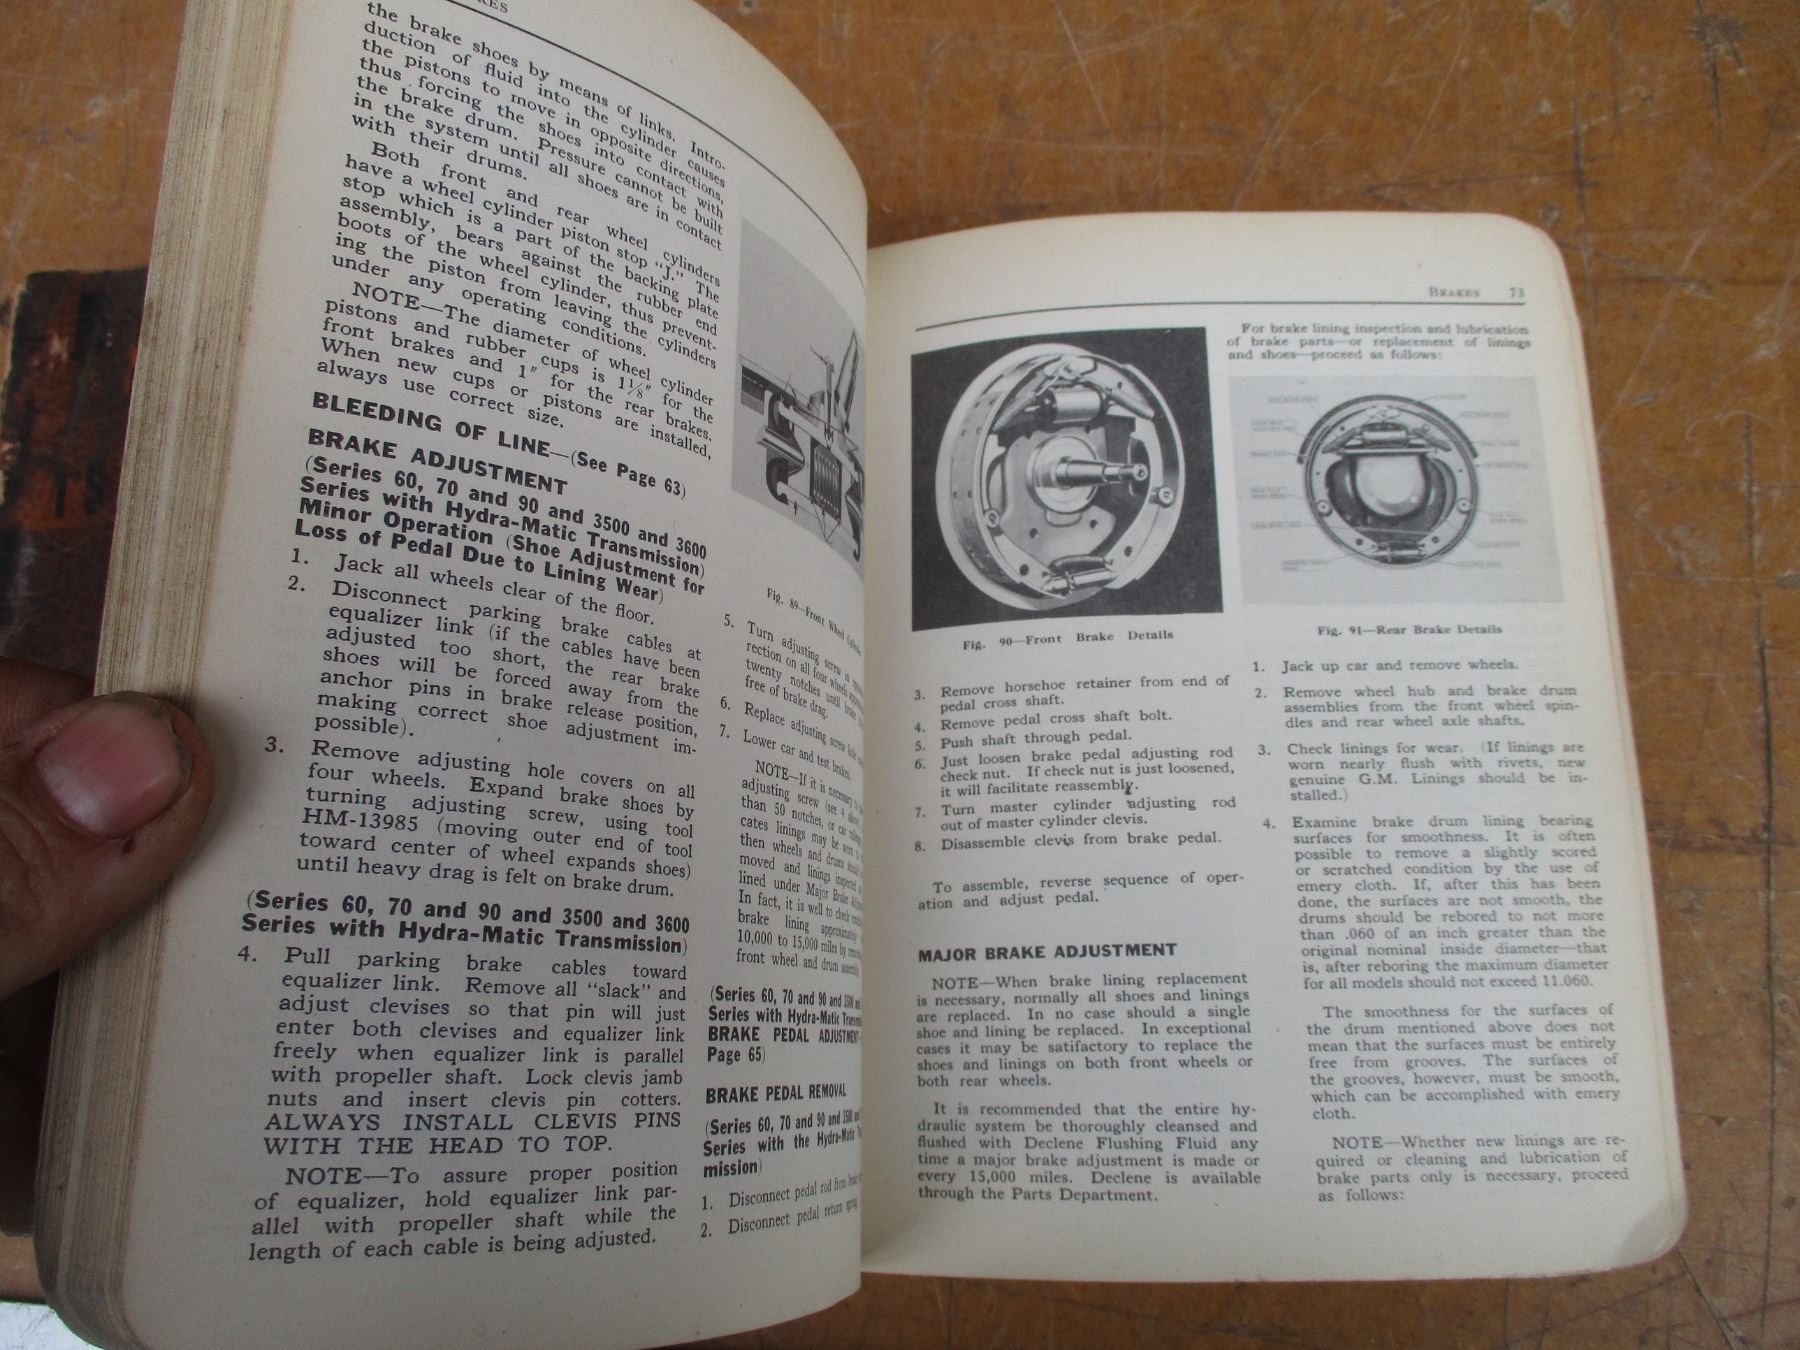 the brake shoes by means of links. Intro-
duction of fluid into the cylinder causes
the pistons to move in opposite directions,
thus forcing the shoes into contact with
the brake drum. Pressure cannot be built
in the system until all shoes are in contact
with their drums.
Both front and rear wheel cylinders
have a wheel cylinder piston stop "J." The
stop which is a part of the backing plate
assembly, bears against the rubber end
boots of the wheel cylinder, thus prevent-
ing the piston from leaving the cylinders
under any operating conditions.
NOTE—The diameter of wheel cylinder
pistons and rubber cups is 1⅛" for the
front brakes and 1" for the rear brakes.
When new cups or pistons are installed,
always use correct size.
BLEEDING OF LINE—(See Page 63)
BRAKE ADJUSTMENT
(Series 60, 70 and 90 and 3500 and 3600
Series with Hydra-Matic Transmission)
Minor Operation (Shoe Adjustment for
Loss of Pedal Due to Lining Wear)
1. Jack all wheels clear of the floor.
2. Disconnect parking brake cables at
equalizer link (if the cables have been
adjusted too short, the rear brake
shoes will be forced away from the
anchor pins in brake release position,
making correct shoe adjustment im-
possible).
3. Remove adjusting hole covers on all
four wheels. Expand brake shoes by
turning adjusting screw, using tool
HM-13985 (moving outer end of tool
toward center of wheel expands shoes)
until heavy drag is felt on brake drum.
(Series 60, 70 and 90 and 3500 and 3600
Series with Hydra-Matic Transmission)
4. Pull parking brake cables toward
equalizer link. Remove all "slack" and
adjust clevises so that pin will just
enter both clevises and equalizer link
freely when equalizer link is parallel
with propeller shaft. Lock clevis jamb
nuts and insert clevis pin cotters.
ALWAYS INSTALL CLEVIS PINS
WITH THE HEAD TO TOP.
NOTE—To assure proper position
of equalizer, hold equalizer link par-
allel with propeller shaft while the
length of each cable is being adjusted.
Fig. 89—Front Wheel
5. Turn adjusting screw in
rection on all four wheels
twenty notches until brake
free of brake drag.
6. Replace adjusting screw hole
7. Lower car and test brakes.
NOTE—If it is necessary to
adjusting screw (see 4
than 50 notches, or car
cates linings may be worn
then wheels and drums should
moved and linings inspected
lined under Major Brake
In fact, it is well to check
brake lining approximately
10,000 to 15,000 miles by
front wheel and drum
(Series 60, 70 and 90 and 3500 and
Series with Hydra-Matic
BRAKE PEDAL ADJUSTMENT
Page 65)
BRAKE PEDAL REMOVAL
(Series 60, 70 and 90 and 3500 and
Series with the Hydra-Matic
mission)
1. Disconnect pedal rod from
2. Disconnect pedal return spring
BRAKES 73
Fig. 90—Front Brake Details
3. Remove horsehoe retainer from end of
pedal cross shaft.
4. Remove pedal cross shaft bolt.
5. Push shaft through pedal.
6. Just loosen brake pedal adjusting rod
check nut. If check nut is just loosened,
it will facilitate reassembly.
7. Turn master cylinder adjusting rod
out of master cylinder clevis.
8. Disassemble clevis from brake pedal.
To assemble, reverse sequence of oper-
ation and adjust pedal.
MAJOR BRAKE ADJUSTMENT
NOTE—When brake lining replacement
is necessary, normally all shoes and linings
are replaced. In no case should a single
shoe and lining be replaced. In exceptional
cases it may be satifactory to replace the
shoes and linings on both front wheels or
both rear wheels.
It is recommended that the entire hy-
draulic system be thoroughly cleansed and
flushed with Declene Flushing Fluid any
time a major brake adjustment is made or
every 15,000 miles. Declene is available
through the Parts Department.
For brake lining inspection and lubrication
of brake parts—or replacement of linings
and shoes—proceed as follows:
Fig. 91—Rear Brake Details
1. Jack up car and remove wheels.
2. Remove wheel hub and brake drum
assemblies from the front wheel spin-
dles and rear wheel axle shafts.
3. Check linings for wear. (If linings are
worn nearly flush with rivets, new
genuine G.M. Linings should be in-
stalled.)
4. Examine brake drum lining bearing
surfaces for smoothness. It is often
possible to remove a slightly scored
or scratched condition by the use of
emery cloth. If, after this has been
done, the surfaces are not smooth, the
drums should be rebored to not more
than .060 of an inch greater than the
original nominal inside diameter—that
is, after reboring the maximum diameter
for all models should not exceed 11.060.
The smoothness for the surfaces of
the drum mentioned above does not
mean that the surfaces must be entirely
free from grooves. The surfaces of
the grooves, however, must be smooth,
which can be accomplished with emery
cloth.
NOTE—Whether new linings are re-
quired or cleaning and lubrication of
brake parts only is necessary, proceed
as follows: